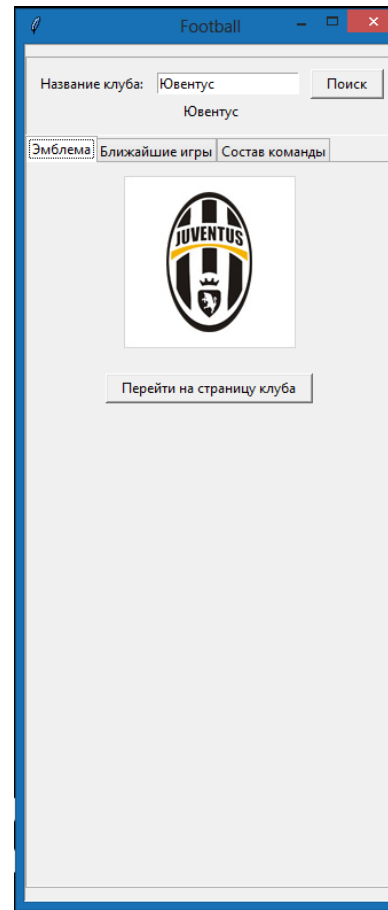 Football
Название клуба: Ювентус Поиск
Ювентус
Эмблема Ближайшие игры Состав команды
JUVENTUS
Перейти на страницу клуба